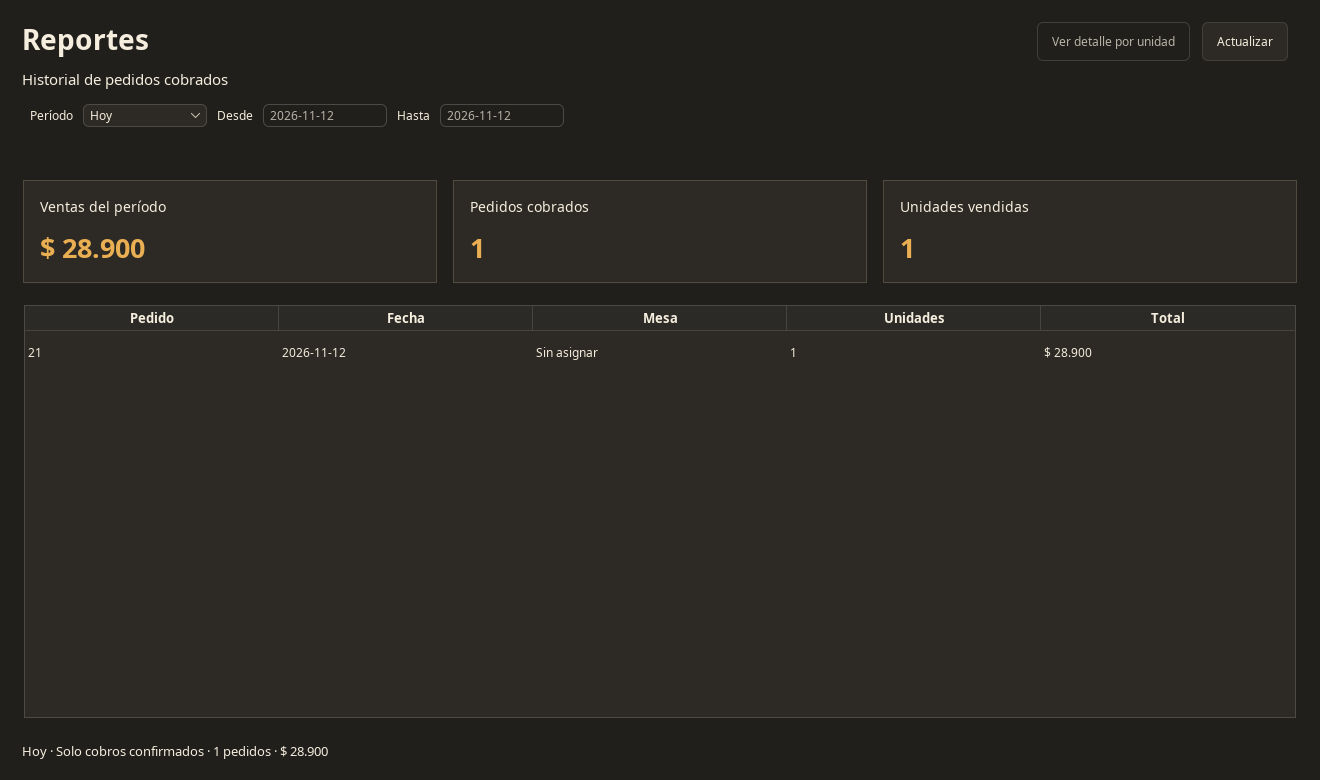 Reportes
Ver detalle por unidad
Actualizar
Historial de pedidos cobrados
Período Hoy Desde 2026-11-12 Hasta 2026-11-12
Ventas del período
$ 28.900
Pedidos cobrados
1
Unidades vendidas
1
Pedido Fecha Mesa Unidades Total
21 2026-11-12 Sin asignar 1 $ 28.900
Hoy · Solo cobros confirmados · 1 pedidos · $ 28.900